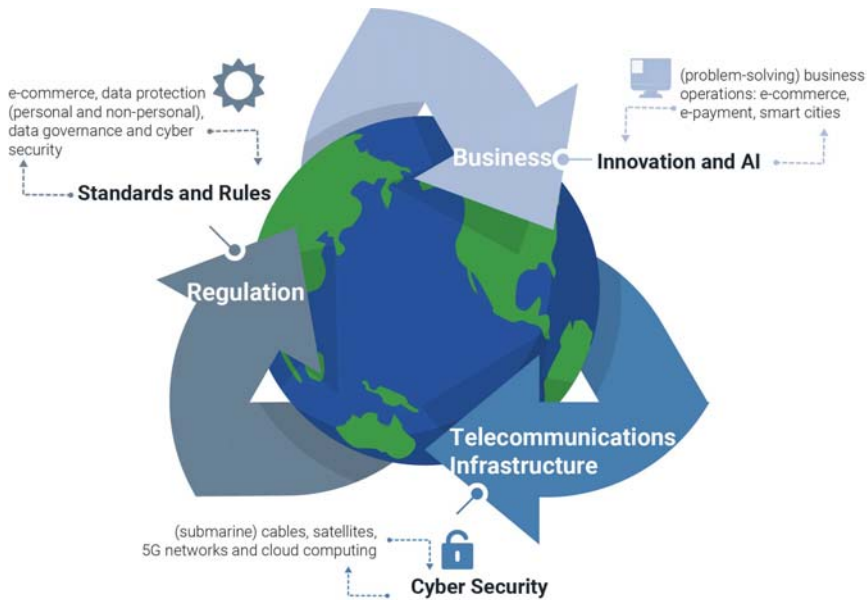 e-commerce, data protection
(personal and non-personal),
data governance and cyber
security
Standards and Rules
Regulation
(problem-solving) business
operations: e-commerce,
e-payment, smart cities
Business
Innovation and AI
Telecommunications
Infrastructure
(submarine) cables, satellites,
5G networks and cloud computing
Cyber Security